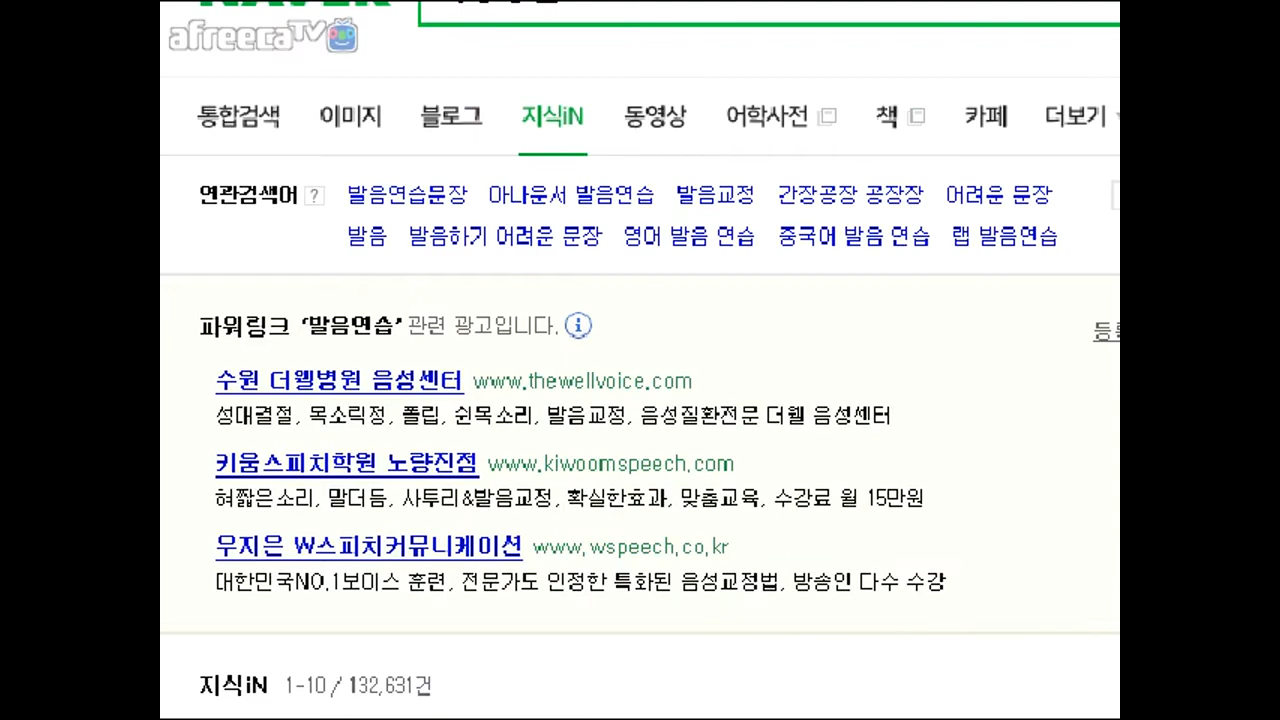 afreecaTV
통합검색 이미지 블로그 지식iN 동영상 어학사전 책 카페 더보기
연관검색어 ? 발음연습문장 아나운서 발음연습 발음교정 간장공장 공장장 어려운 문장
발음 발음하기 어려운 문장 영어 발음 연습 중국어 발음 연습 랩 발음연습
파워링크 '발음연습' 관련 광고입니다. i
수원 더웰병원 음성센터 www.thewellvoice.com
성대결절, 목소리교정, 폴립, 쉰목소리, 발음교정, 음성질환전문 더웰 음성센터
키움스피치학원 노량진점 www.kiwoomspeech.com
혀짧은소리, 말더듬, 사투리&발음교정, 확실한효과, 맞춤교육, 수강료 월 15만원
우지은 W스피치커뮤니케이션 www.wspeech.co.kr
대한민국NO.1보이스 훈련, 전문가도 인정한 특화된 음성교정법, 방송인 다수 수강
지식iN 1-10 / 132,631건